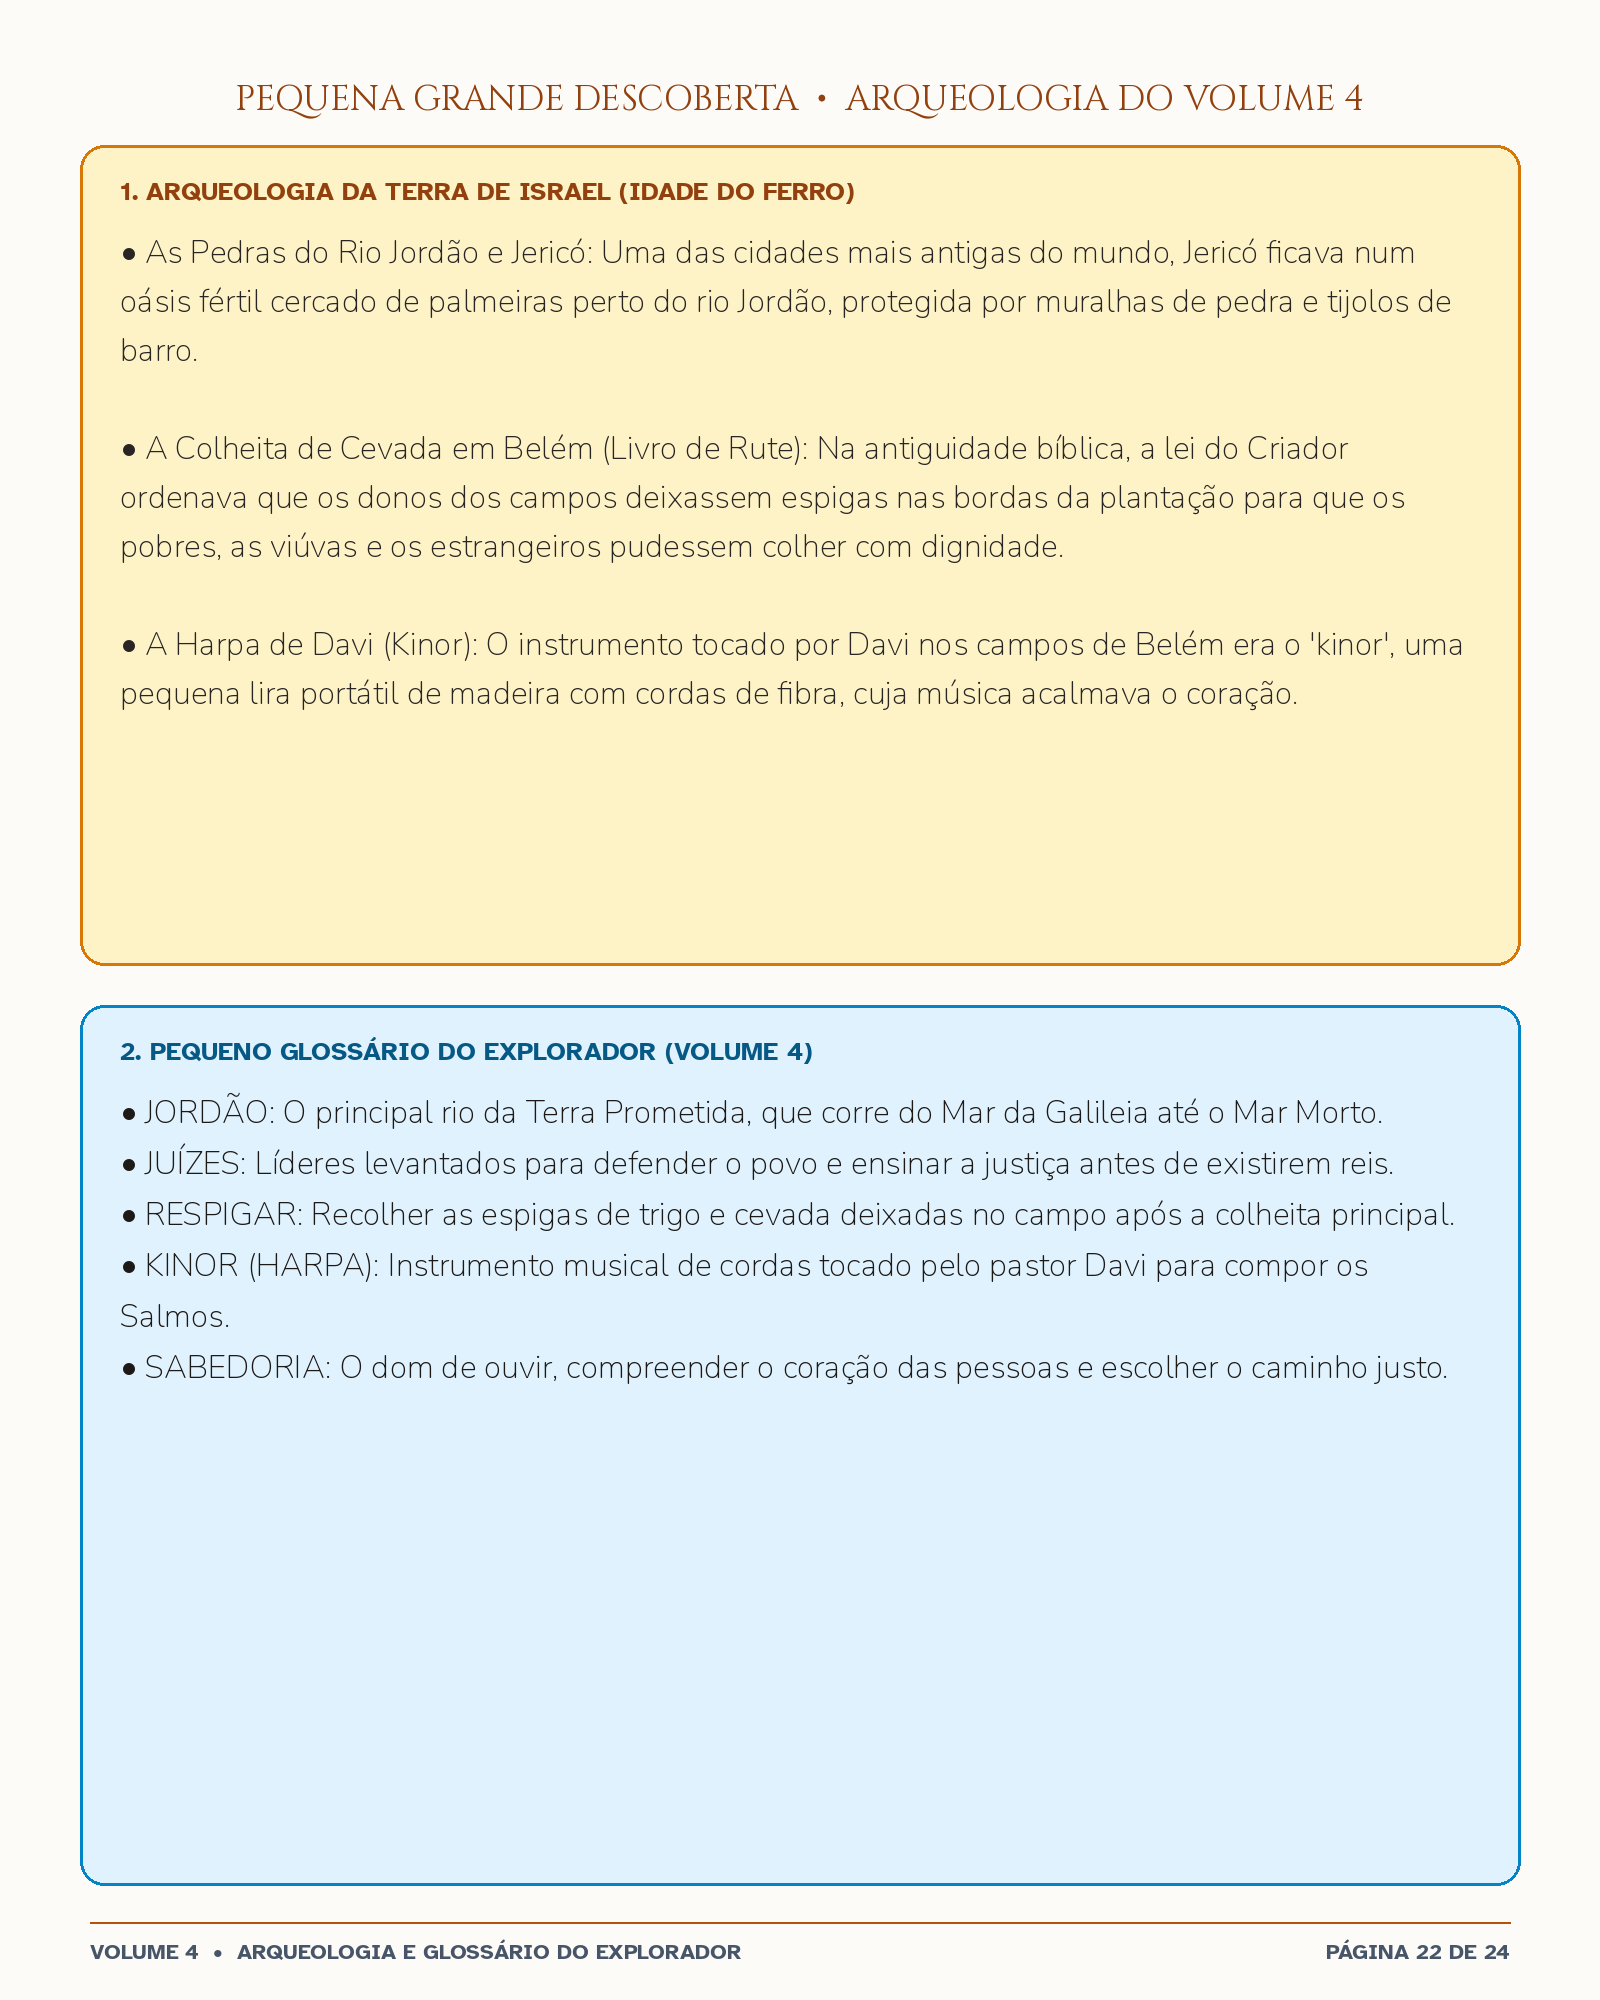 PEQUENA GRANDE DESCOBERTA • ARQUEOLOGIA DO VOLUME 4
1. ARQUEOLOGIA DA TERRA DE ISRAEL (IDADE DO FERRO)
• As Pedras do Rio Jordão e Jericó: Uma das cidades mais antigas do mundo, Jericó ficava num
oásis fértil cercado de palmeiras perto do rio Jordão, protegida por muralhas de pedra e tijolos de
barro.
• A Colheita de Cevada em Belém (Livro de Rute): Na antiguidade bíblica, a lei do Criador
ordenava que os donos dos campos deixassem espigas nas bordas da plantação para que os
pobres, as viúvas e os estrangeiros pudessem colher com dignidade.
• A Harpa de Davi (Kinor): O instrumento tocado por Davi nos campos de Belém era o 'kinor', uma
pequena lira portátil de madeira com cordas de fibra, cuja música acalmava o coração.
2. PEQUENO GLOSSÁRIO DO EXPLORADOR (VOLUME 4)
• JORDÃO: O principal rio da Terra Prometida, que corre do Mar da Galileia até o Mar Morto.
• JUÍZES: Líderes levantados para defender o povo e ensinar a justiça antes de existirem reis.
• RESPIGAR: Recolher as espigas de trigo e cevada deixadas no campo após a colheita principal.
• KINOR (HARPA): Instrumento musical de cordas tocado pelo pastor Davi para compor os
Salmos.
• SABEDORIA: O dom de ouvir, compreender o coração das pessoas e escolher o caminho justo.
VOLUME 4 • ARQUEOLOGIA E GLOSSÁRIO DO EXPLORADOR
PÁGINA 22 DE 24